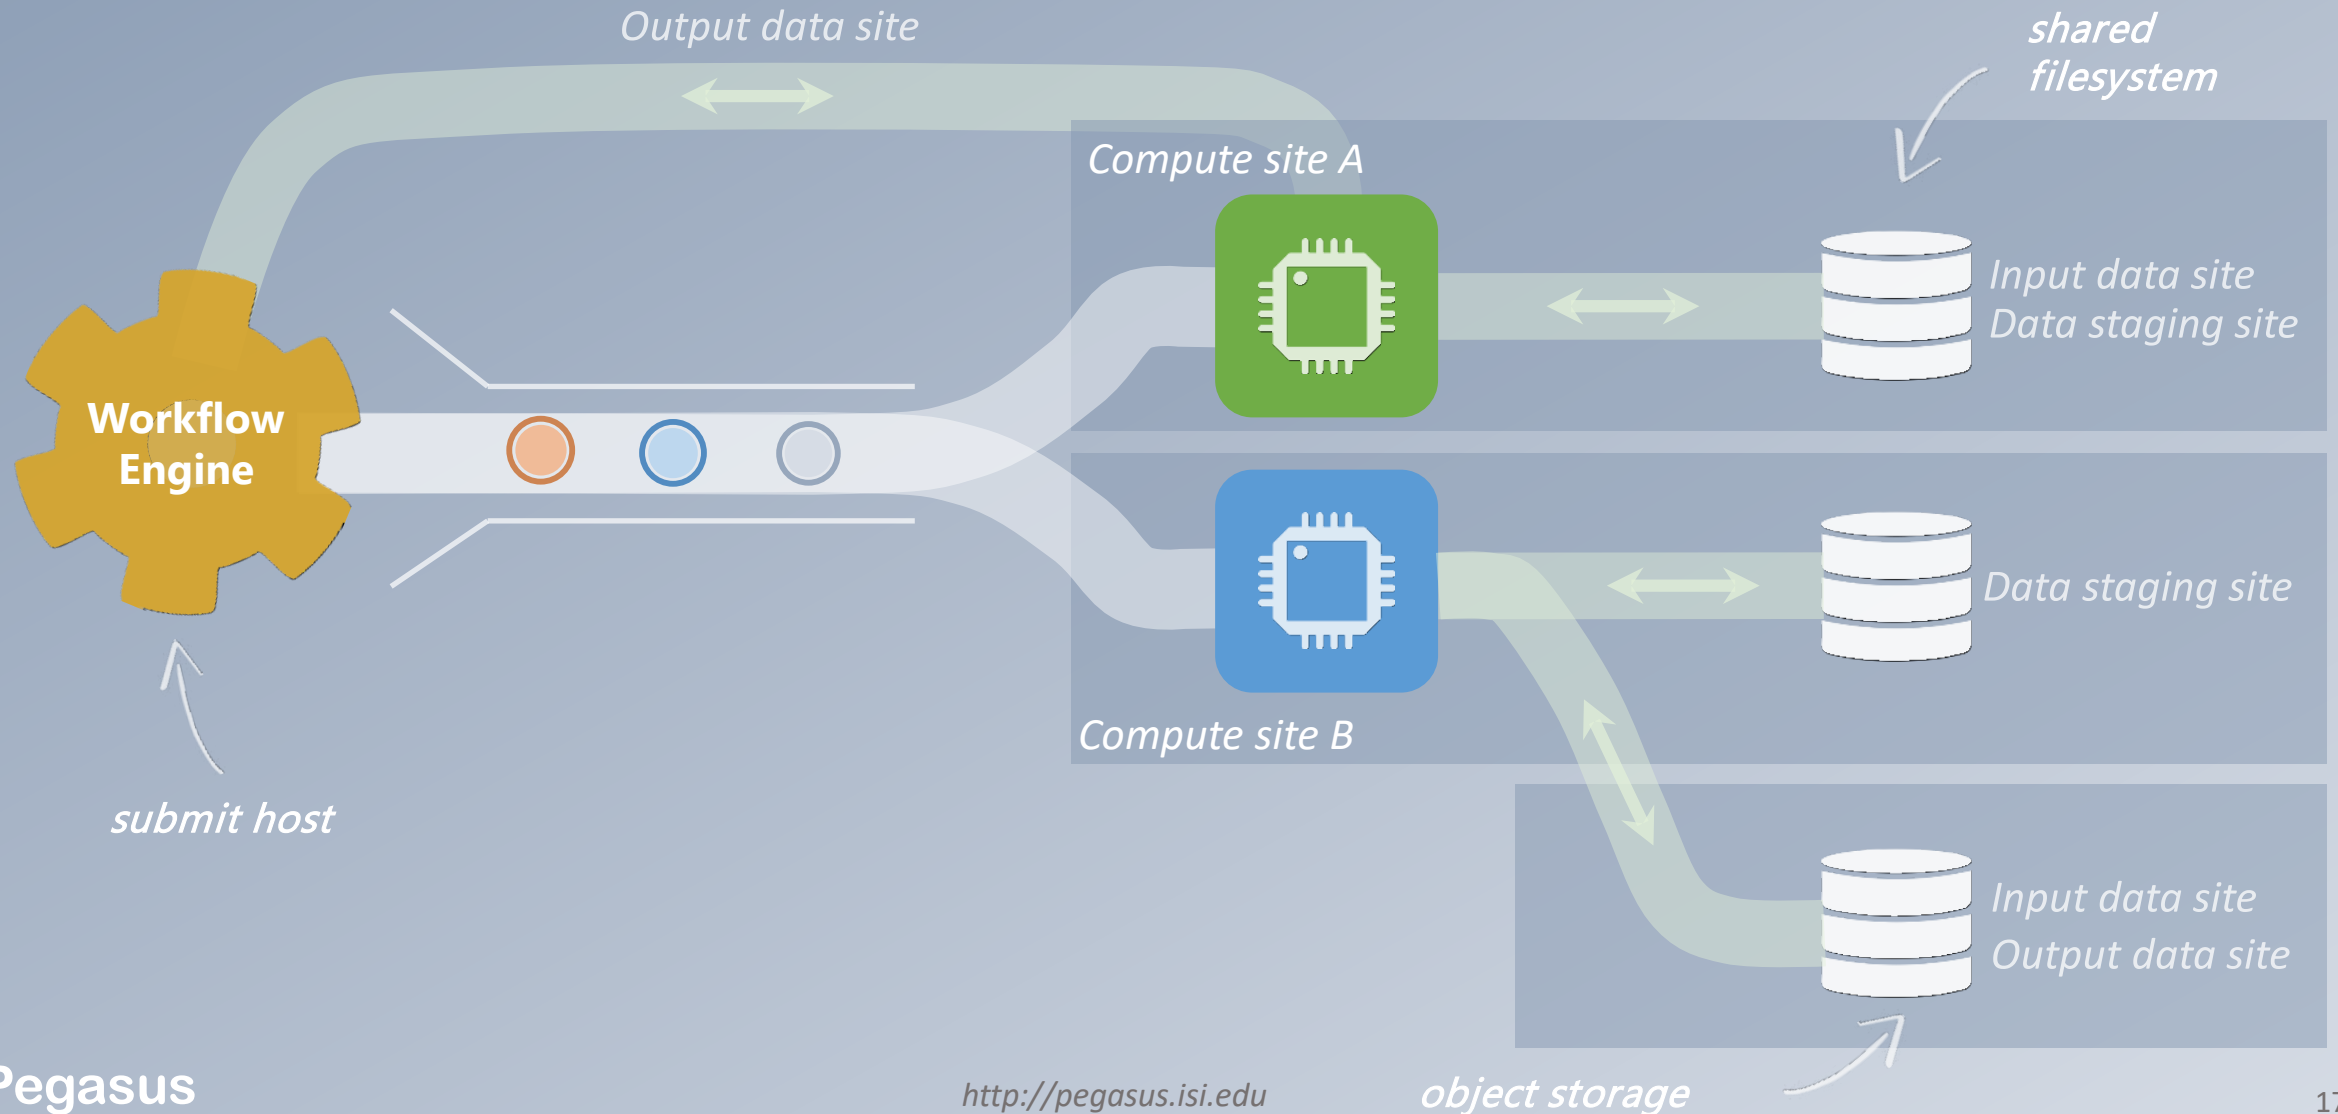 Output data site
shared
filesystem
Compute site A
Input data site
Data staging site
Workflow
Engine
Data staging site
Compute site B
submit host
Input data site
Output data site
Pegasus
http://pegasus.isi.edu
object storage
17